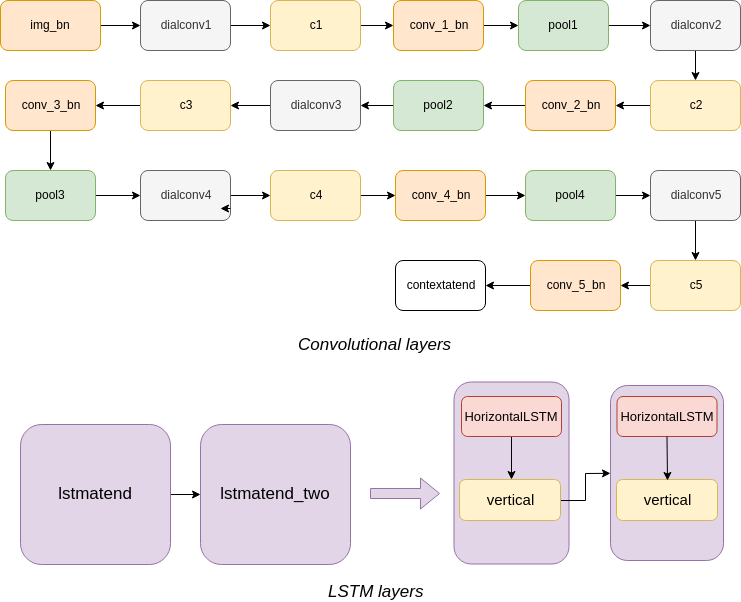 img_bn
dialconv1
c1
conv_1_bn
pool1
dialconv2
conv_3_bn
c3
dialconv3
pool2
conv_2_bn
c2
pool3
dialconv4
c4
conv_4_bn
pool4
dialconv5
contextatend
conv_5_bn
c5
Convolutional layers
lstmatend
lstmatend_two
HorizontalLSTM
vertical
HorizontalLSTM
vertical
LSTM layers